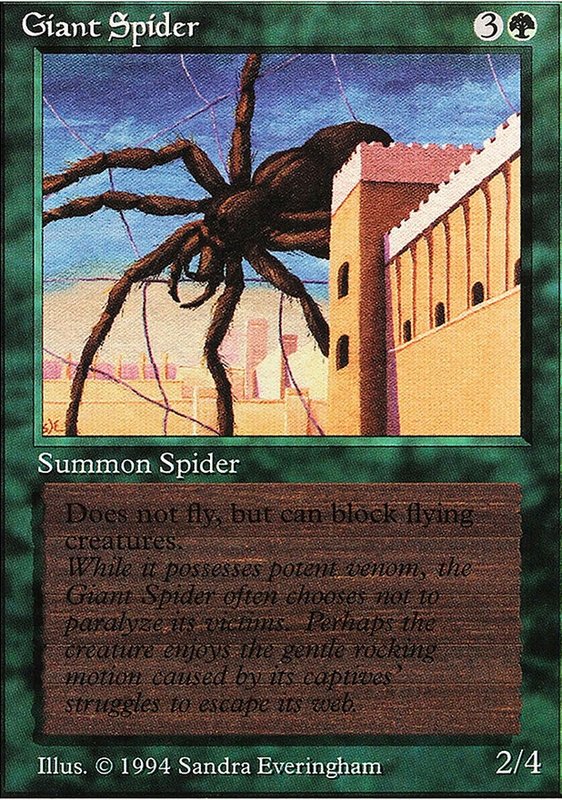 Giant Spider 3
SE
Summon Spider
Does not fly, but can block flying
creatures.
While it possesses potent venom, the
Giant Spider often chooses not to
paralyze its victims. Perhaps the
creature enjoys the gentle rocking
motion caused by its captives'
struggles to escape its web.
Illus. © 1994 Sandra Everingham 2/4